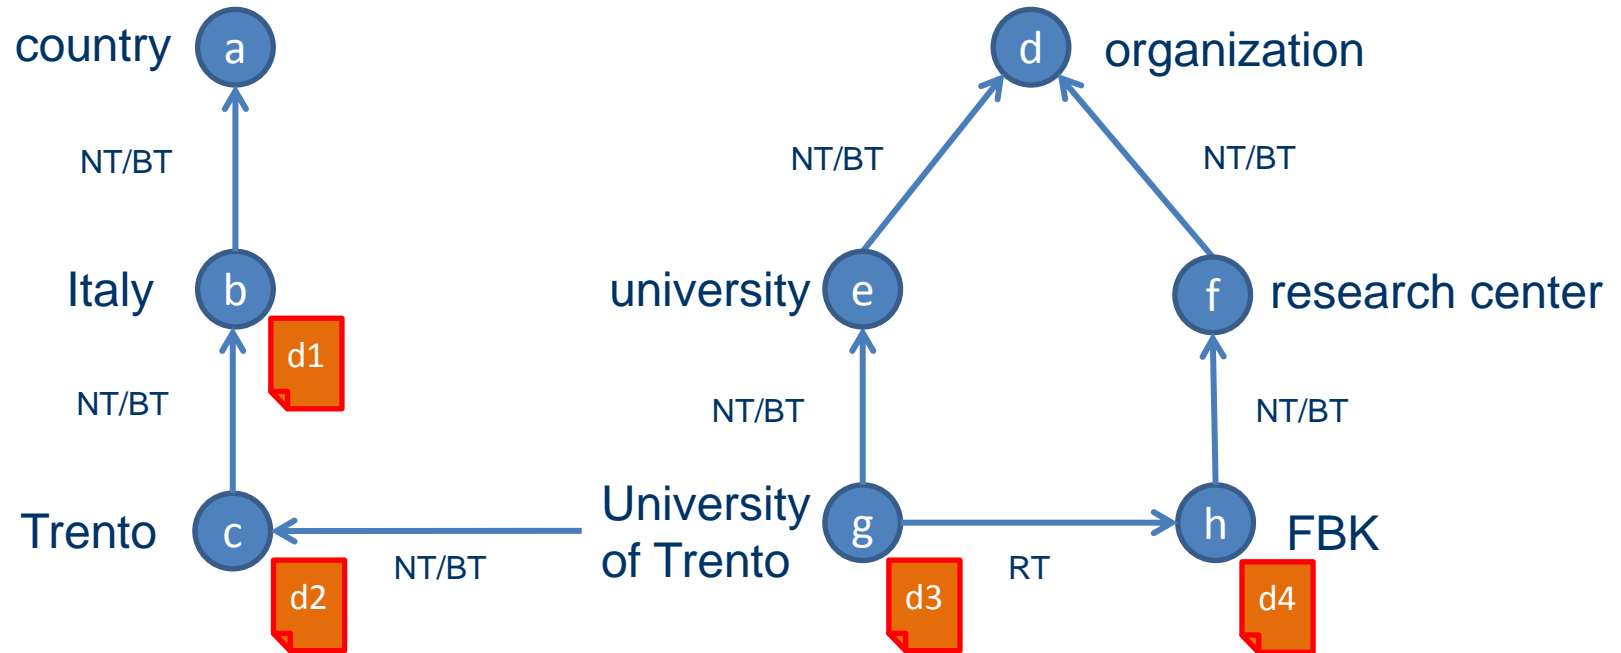 country
a
d
organization
NT/BT
NT/BT
NT/BT
Italy
b
university
e
f
research center
d1
NT/BT
NT/BT
NT/BT
Trento
c
University
of Trento
g
h
FBK
NT/BT
RT
d2
d3
d4